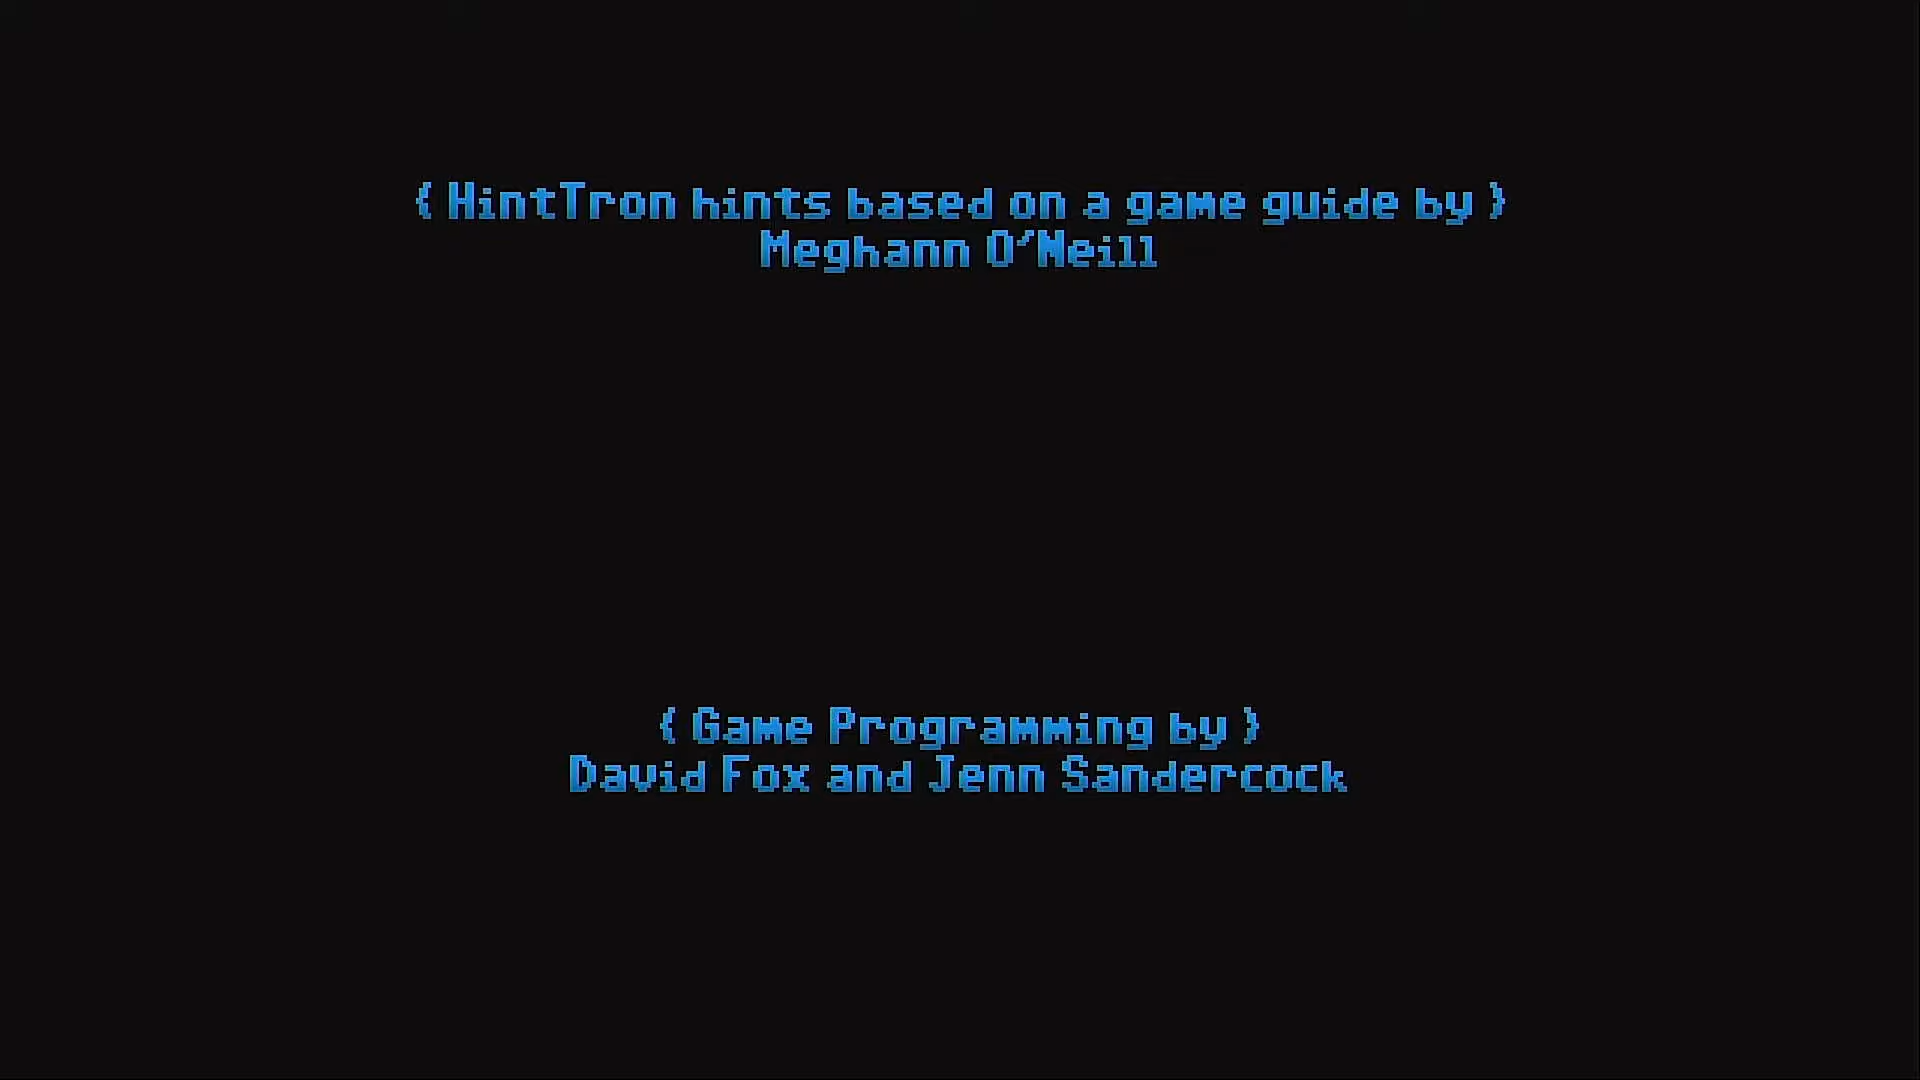 { HintTron hints based on a game guide by }
Meghann O'Neill
{ Game Programming by }
David Fox and Jenn Sandercock